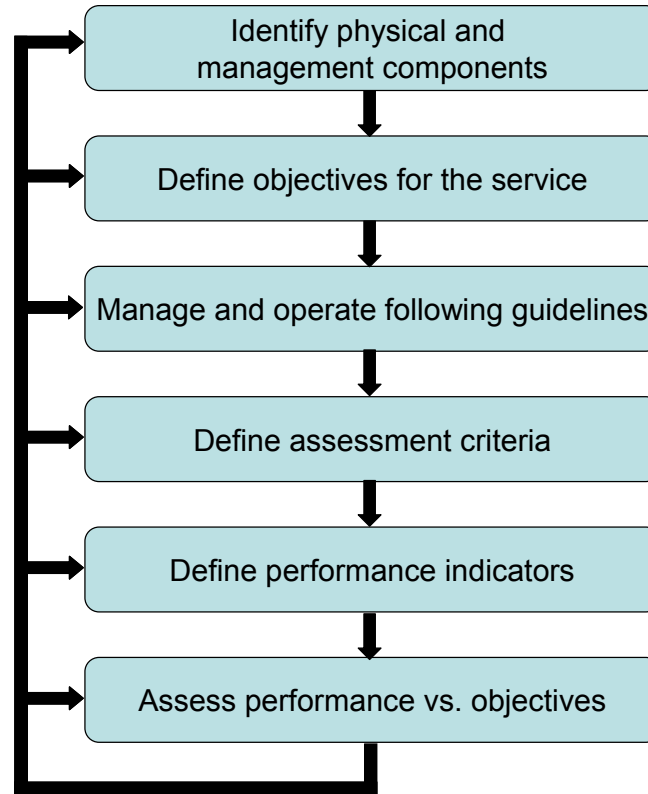 Identify physical and
management components
Define objectives for the service
Manage and operate following guidelines
Define assessment criteria
Define performance indicators
Assess performance vs. objectives